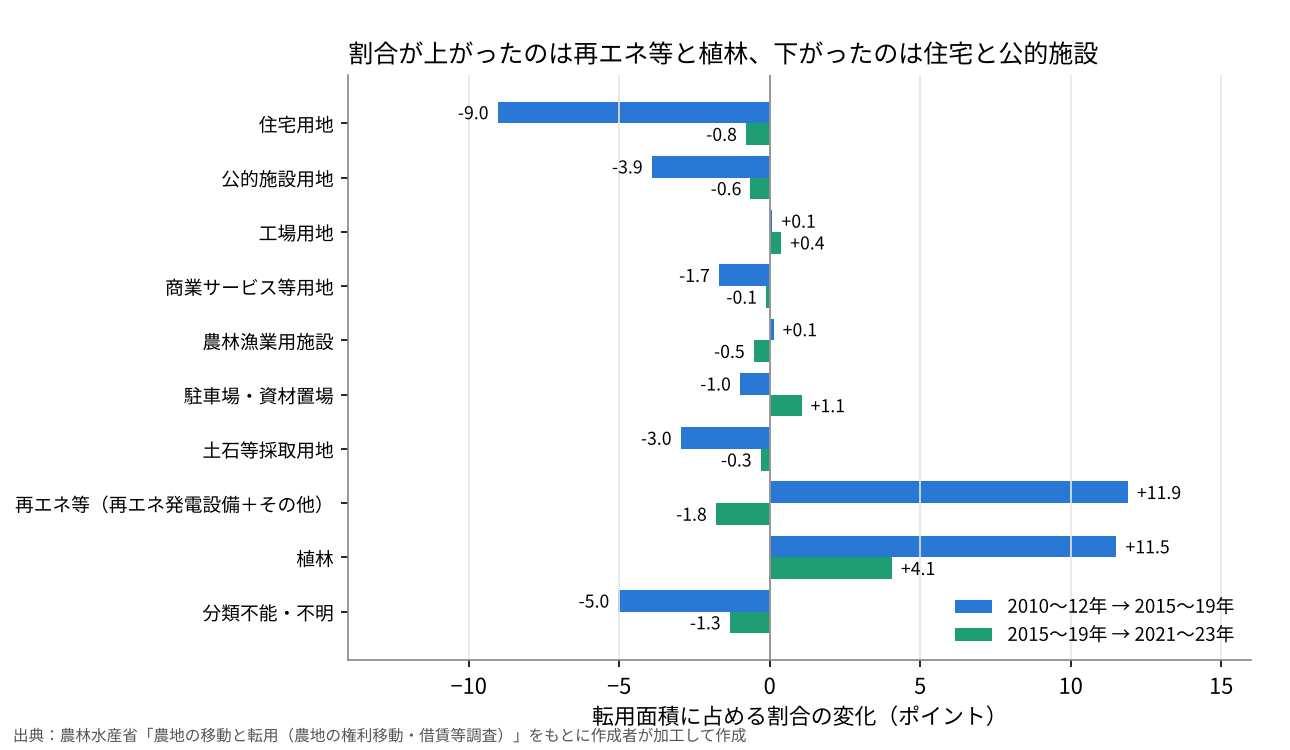 割合が上がったのは再エネ等と植林、下がったのは住宅と公的施設
住宅用地
-9.0
-0.8
公的施設用地
-3.9
-0.6
工場用地
+0.1
+0.4
商業サービス等用地
-1.7
-0.1
農林漁業用施設
+0.1
-0.5
駐車場・資材置場
-1.0
+1.1
土石等採取用地
-3.0
-0.3
再エネ等（再エネ発電設備＋その他）
+11.9
-1.8
植林
+11.5
+4.1
分類不能・不明
-5.0
-1.3
2010～12年 → 2015～19年
2015～19年 → 2021～23年
−10 −5 0 5 10 15
転用面積に占める割合の変化（ポイント）
出典：農林水産省「農地の移動と転用（農地の権利移動・借賃等調査）」をもとに作成者が加工して作成